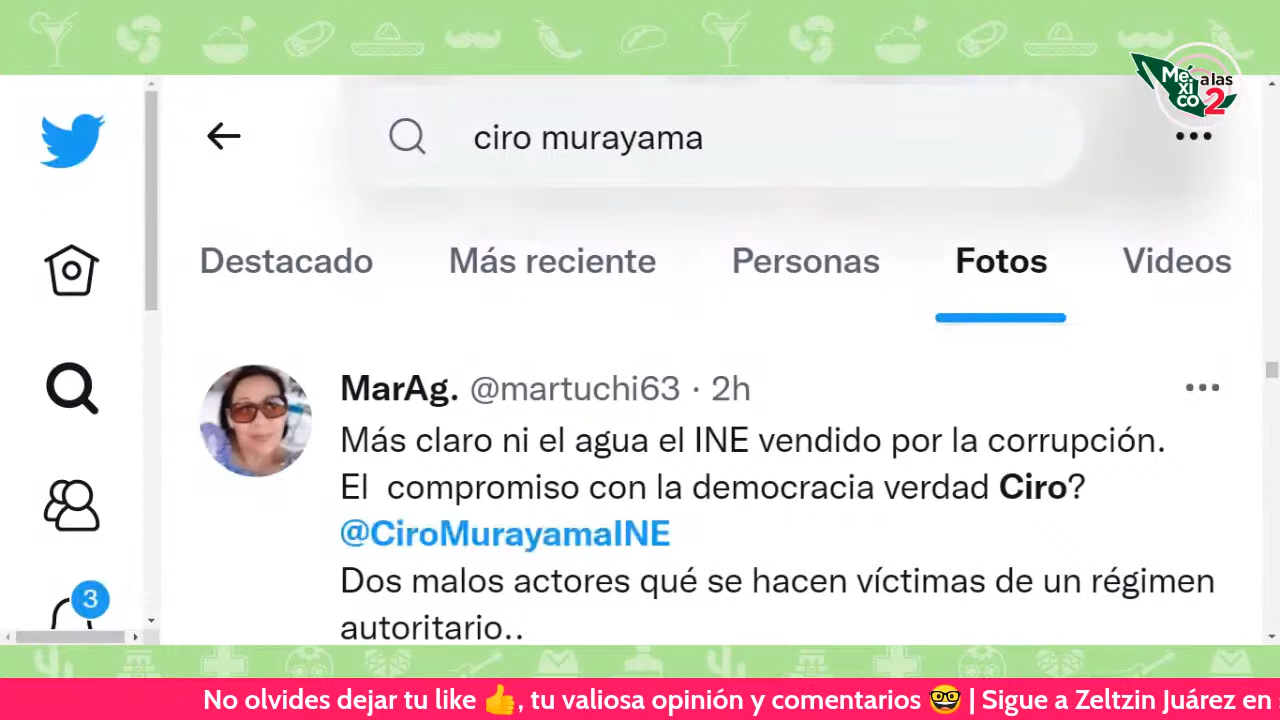 México a las 2
ciro murayama
Destacado Más reciente Personas Fotos Videos
MarAg. @martuchi63 · 2h
Más claro ni el agua el INE vendido por la corrupción.
El compromiso con la democracia verdad Ciro?
@CiroMurayamaINE
Dos malos actores qué se hacen víctimas de un régimen
autoritario..
3
No olvides dejar tu like 👍, tu valiosa opinión y comentarios 🤓 | Sigue a Zeltzin Juárez en